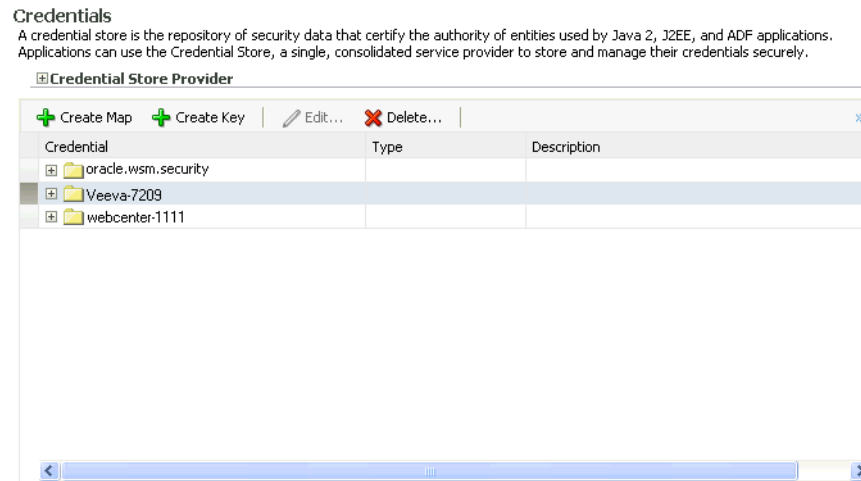 Credentials
A credential store is the repository of security data that certify the authority of entities used by Java 2, J2EE, and ADF applications.
Applications can use the Credential Store, a single, consolidated service provider to store and manage their credentials securely.
Credential Store Provider
Create Map Create Key Edit... Delete...
Credential Type Description
oracle.wsm.security
Veeva-7209
webcenter-1111